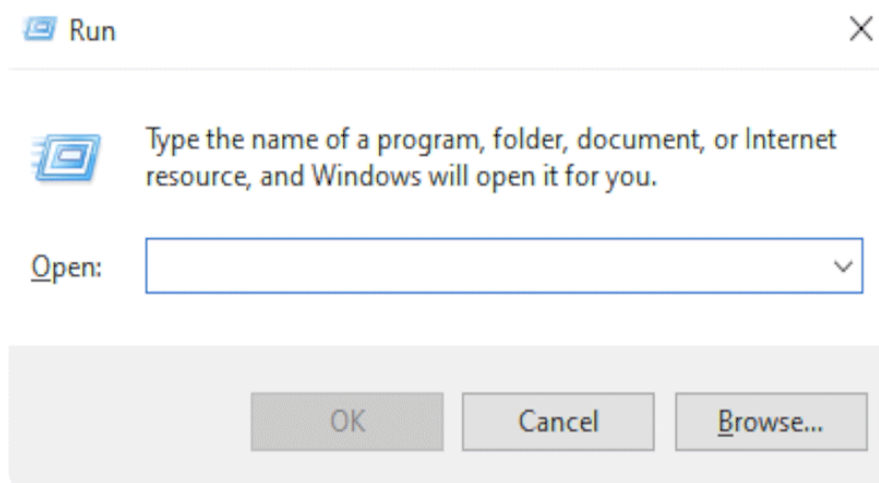 Run
Type the name of a program, folder, document, or Internet
resource, and Windows will open it for you.
Open:
OK Cancel Browse...